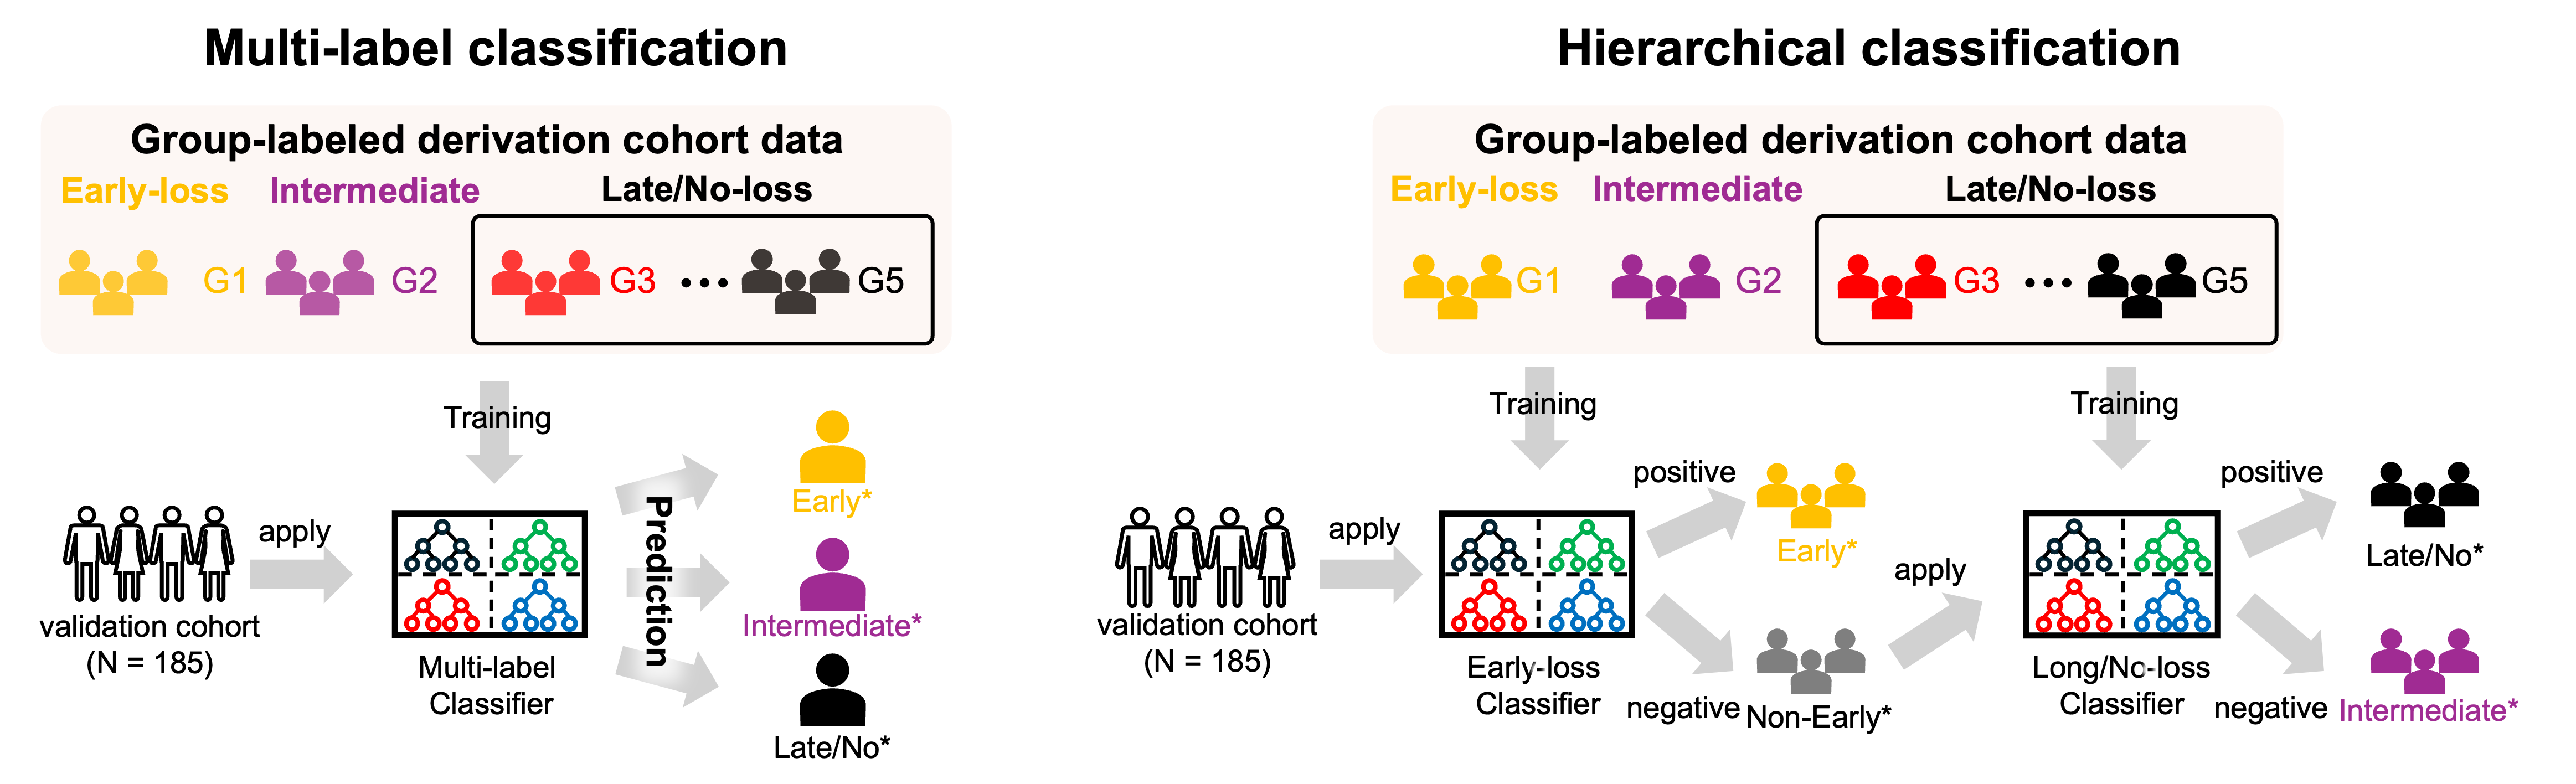 Multi-label classification
Group-labeled derivation cohort data
Early-loss
Intermediate
Late/No-loss
G1
G2
G3
G5
Training
apply
validation cohort
(N = 185)
Multi-label
Classifier
Prediction
Early*
Intermediate*
Late/No*
Hierarchical classification
Group-labeled derivation cohort data
Early-loss
Intermediate
Late/No-loss
G1
G2
G3
G5
Training
Training
apply
validation cohort
(N = 185)
Early-loss
Classifier
positive
Early*
negative
Non-Early*
apply
Long/No-loss
Classifier
positive
Late/No*
negative
Intermediate*